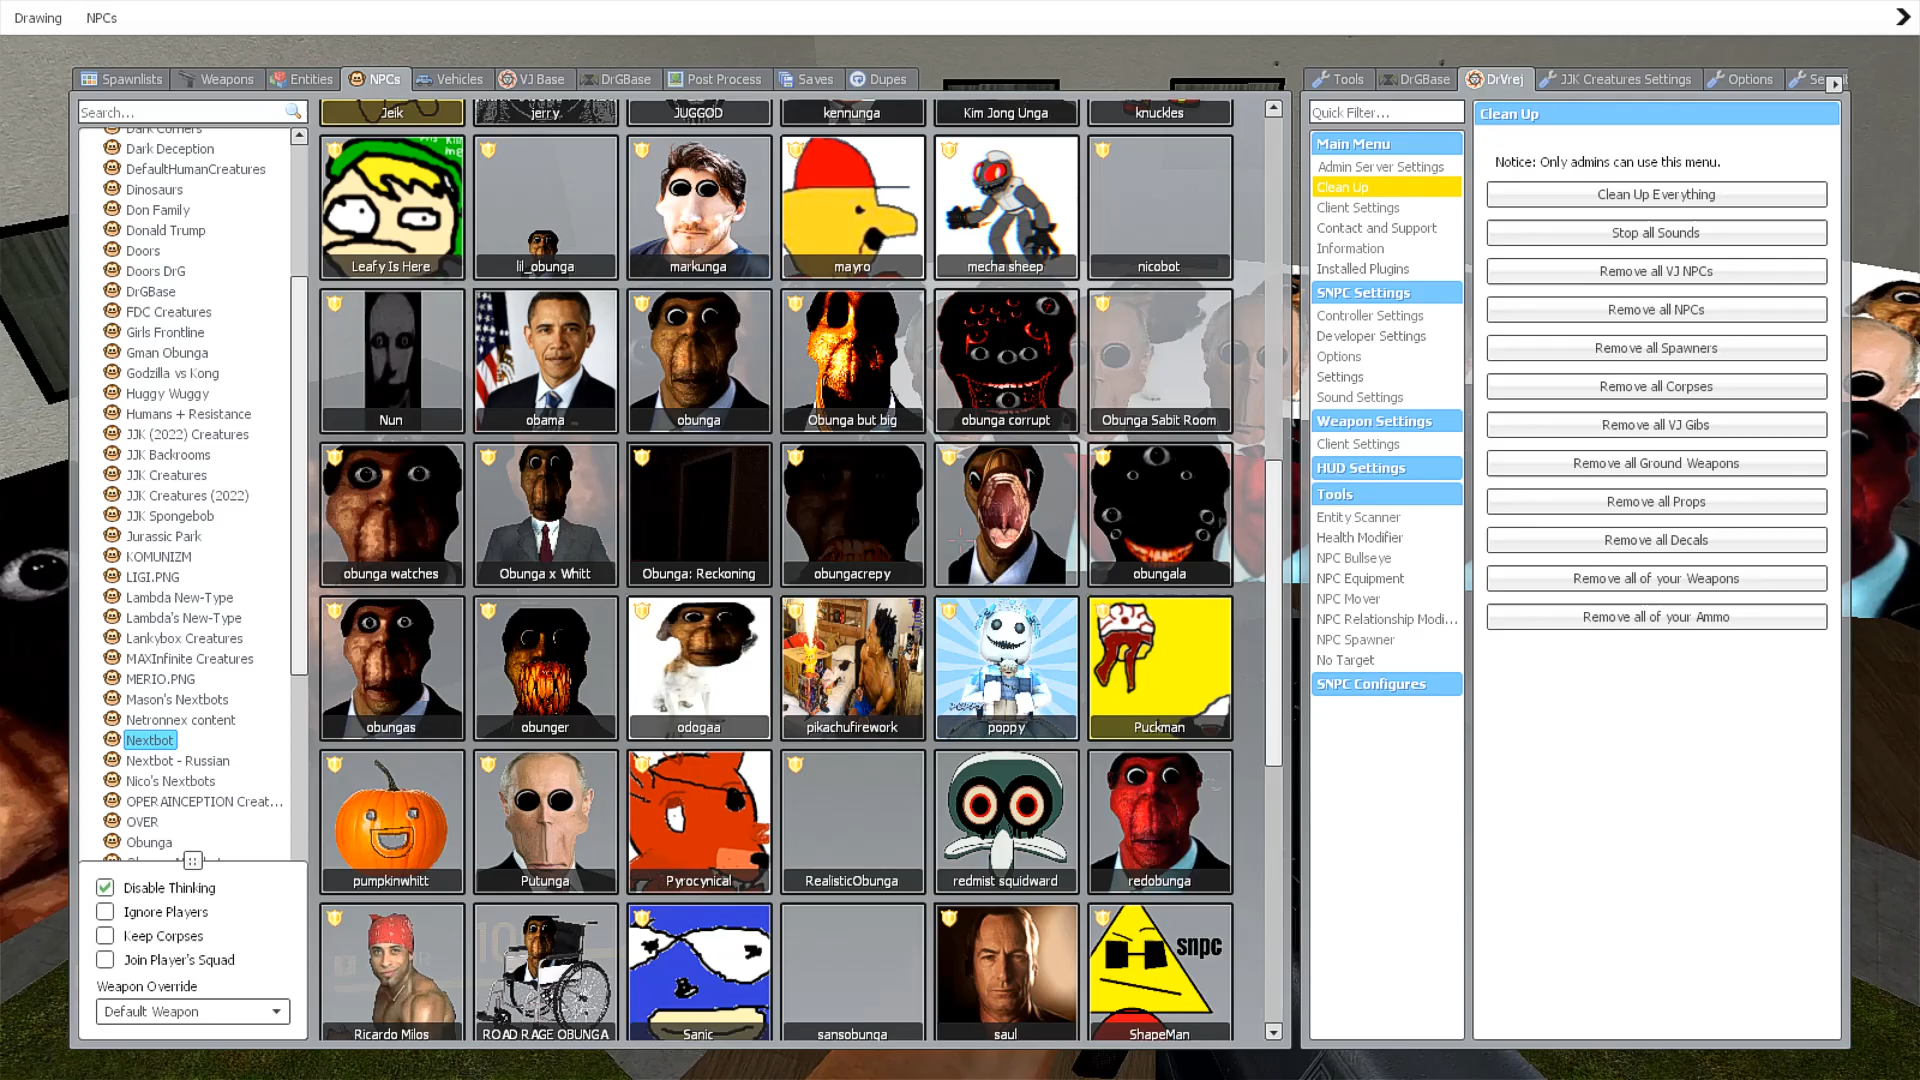 Drawing NPCs
Spawnlists Weapons Entities NPCs Vehicles VJ Base DrGBase Post Process Saves Dupes
Search...
Dark Corners
Dark Deception
DefaultHumanCreatures
Dinosaurs
Don Family
Donald Trump
Doors
Doors DrG
DrGBase
FDC Creatures
Girls Frontline
Gman Obunga
Godzilla vs Kong
Huggy Wuggy
Humans + Resistance
JJK (2022) Creatures
JJK Backrooms
JJK Creatures
JJK Creatures (2022)
JJK Spongebob
Jurassic Park
KOMUNIZM
LIGI.PNG
Lambda New-Type
Lambda's New-Type
Lankybox Creatures
MAXInfinite Creatures
MERIO.PNG
Mason's Nextbots
Netronnex content
Nextbot
Nextbot - Russian
Nico's Nextbots
OPERAINCEPTION Creat...
OVER
Obunga
Disable Thinking
Ignore Players
Keep Corpses
Join Player's Squad
Weapon Override
Default Weapon
Jeik jerry JUGGOD kennunga Kim Jong Unga knuckles
Leafy Is Here lil_obunga markunga mayro mecha sheep nicobot
Nun obama obunga Obunga but big obunga corrupt Obunga Sabit Room
obunga watches Obunga x Whitt Obunga: Reckoning obungacrepy obungala
obungas obunger odogaa pikachufirework poppy Puckman
pumpkinwhitt Putunga Pyrocynical RealisticObunga redmist squidward redobunga
snpc
Ricardo Milos ROAD RAGE OBUNGA Sanic sansobunga saul ShapeMan
Tools DrGBase DrVrej JJK Creatures Settings Options Se
Quick Filter...
Main Menu
Admin Server Settings
Clean Up
Client Settings
Contact and Support
Information
Installed Plugins
SNPC Settings
Controller Settings
Developer Settings
Options
Settings
Sound Settings
Weapon Settings
Client Settings
HUD Settings
Tools
Entity Scanner
Health Modifier
NPC Bullseye
NPC Equipment
NPC Mover
NPC Relationship Modi...
NPC Spawner
No Target
SNPC Configures
Clean Up
Notice: Only admins can use this menu.
Clean Up Everything
Stop all Sounds
Remove all VJ NPCs
Remove all NPCs
Remove all Spawners
Remove all Corpses
Remove all VJ Gibs
Remove all Ground Weapons
Remove all Props
Remove all Decals
Remove all of your Weapons
Remove all of your Ammo